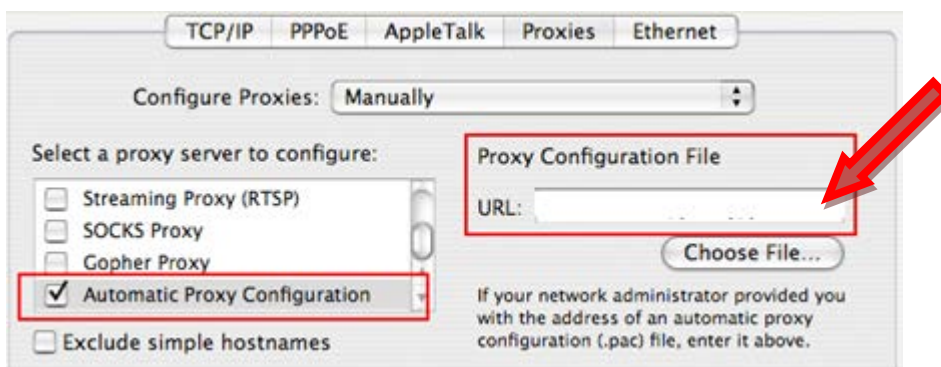 TCP/IP PPPoE AppleTalk Proxies Ethernet
Configure Proxies: Manually
Select a proxy server to configure:
Streaming Proxy (RTSP)
SOCKS Proxy
Gopher Proxy
Automatic Proxy Configuration
Exclude simple hostnames
Proxy Configuration File
URL:
Choose File...
If your network administrator provided you
with the address of an automatic proxy
configuration (.pac) file, enter it above.